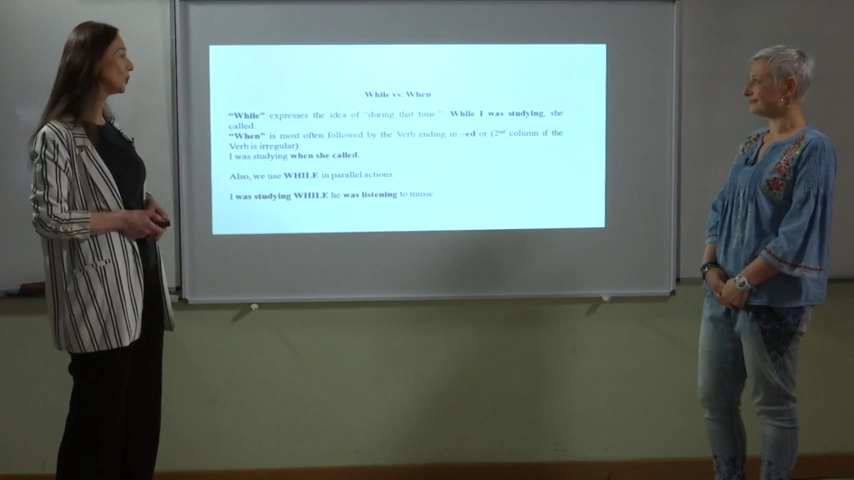 While vs. When
"While" expresses the idea of "during that time." While I was studying, she
called.
"When" is most often followed by the Verb ending in –ed or (2nd column if the
Verb is irregular):
I was studying when she called.
Also, we use WHILE in parallel actions.
I was studying WHILE he was listening to music.